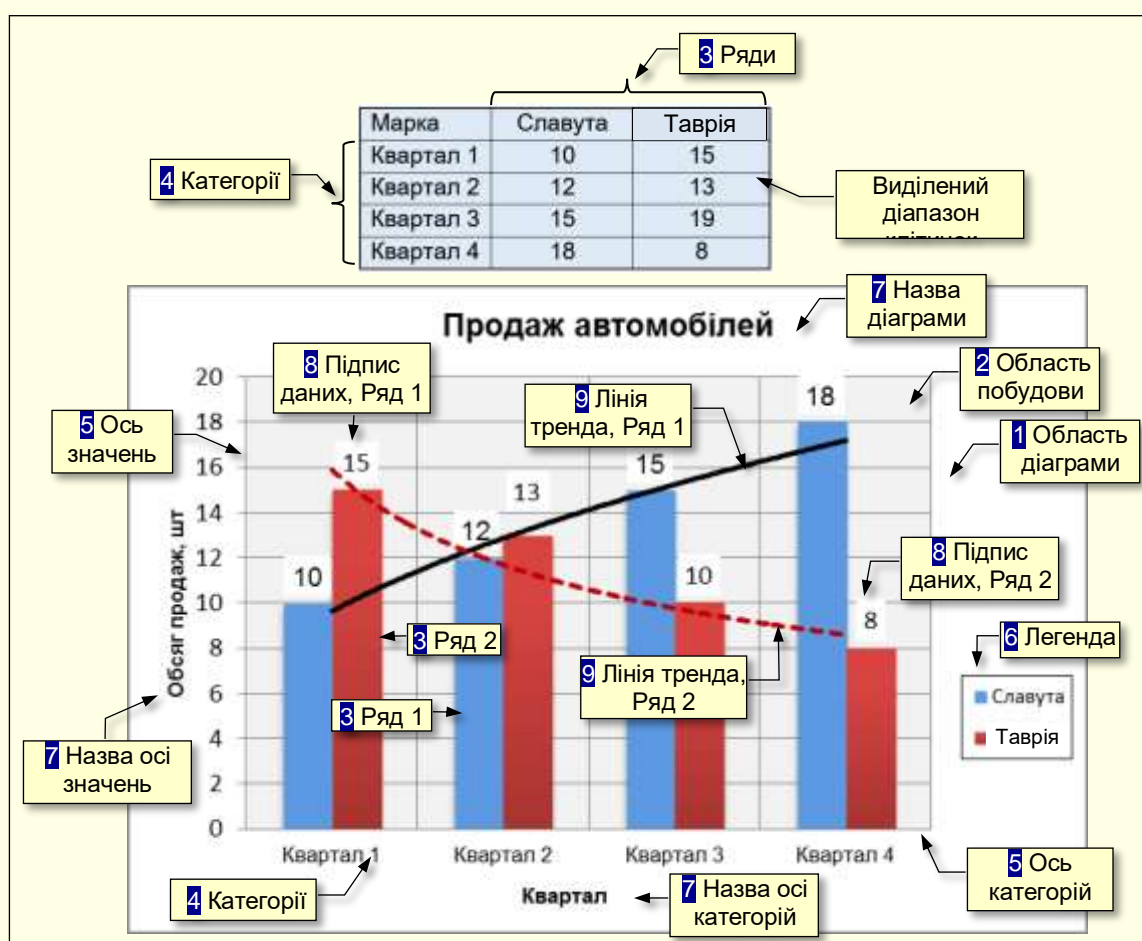 3 Ряди
Марка Славута Таврія
Квартал 1 10 15
Квартал 2 12 13
Квартал 3 15 19
Квартал 4 18 8
4 Категорії
Виділений
діапазон
Продаж автомобілей
7 Назва
діаграми
8 Підпис
даних, Ряд 1
9 Лінія
тренда, Ряд 1
2 Область
побудови
1 Область
діаграми
5 Ось
значень
20
18
16
14
12
10
8
6
4
2
0
Обсяг продаж, шт
10
15
12
13
15
10
18
8
8 Підпис
даних, Ряд 2
3 Ряд 2
3 Ряд 1
9 Лінія тренда,
Ряд 2
6 Легенда
Славута
Таврія
7 Назва осі
значень
Квартал 1 Квартал 2 Квартал 3 Квартал 4
4 Категорії
Квартал
7 Назва осі
категорій
5 Ось
категорій